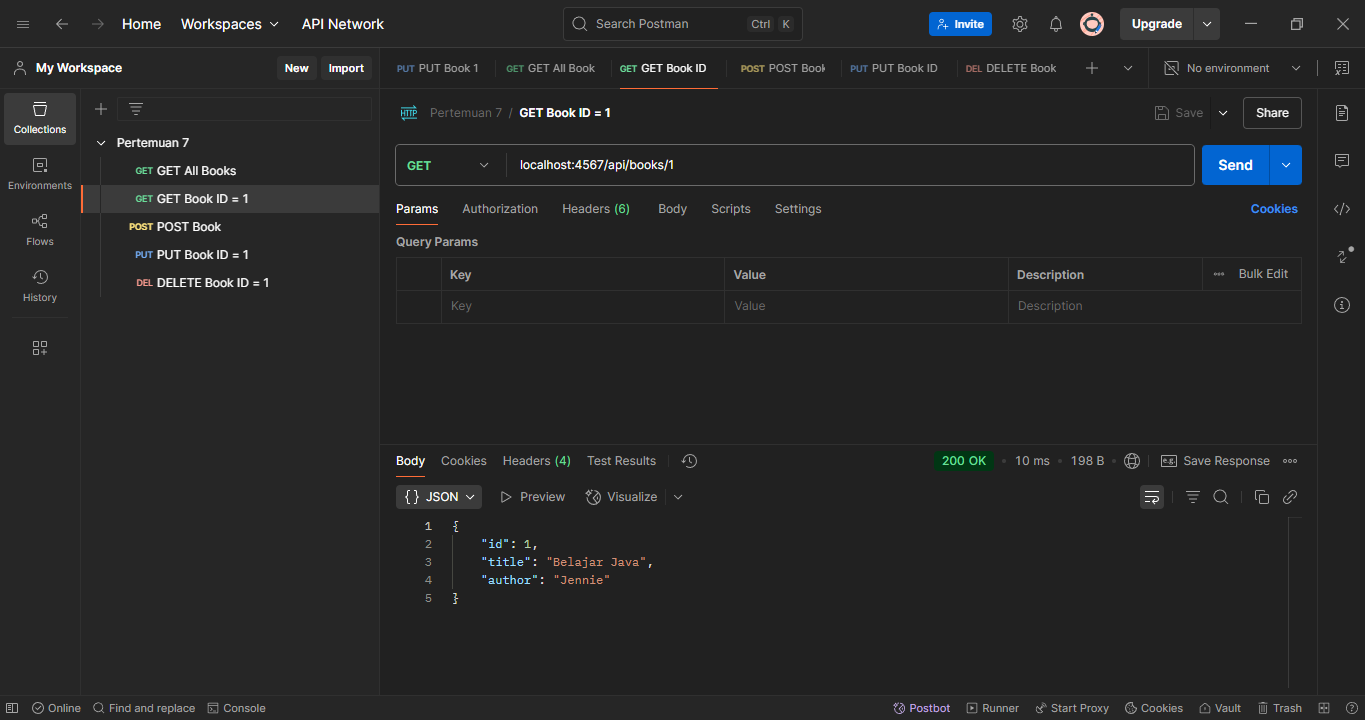 Home Workspaces API Network Search Postman Ctrl K Invite Upgrade
My Workspace New Import PUT PUT Book 1 GET GET All Book GET GET Book ID POST POST Book PUT PUT Book ID DEL DELETE Book No environment
Collections
Environments
Flows
History
Pertemuan 7
GET GET All Books
GET GET Book ID = 1
POST POST Book
PUT PUT Book ID = 1
DEL DELETE Book ID = 1
HTTP Pertemuan 7 / GET Book ID = 1 Save Share
GET localhost:4567/api/books/1 Send
Params Authorization Headers (6) Body Scripts Settings Cookies
Query Params
Key Value Description Bulk Edit
Key Value Description
Body Cookies Headers (4) Test Results 200 OK • 10 ms • 198 B • e.g. Save Response
{} JSON Preview Visualize
1 {
2 "id": 1,
3 "title": "Belajar Java",
4 "author": "Jennie"
5 }
Online Find and replace Console Postbot Runner Start Proxy Cookies Vault Trash